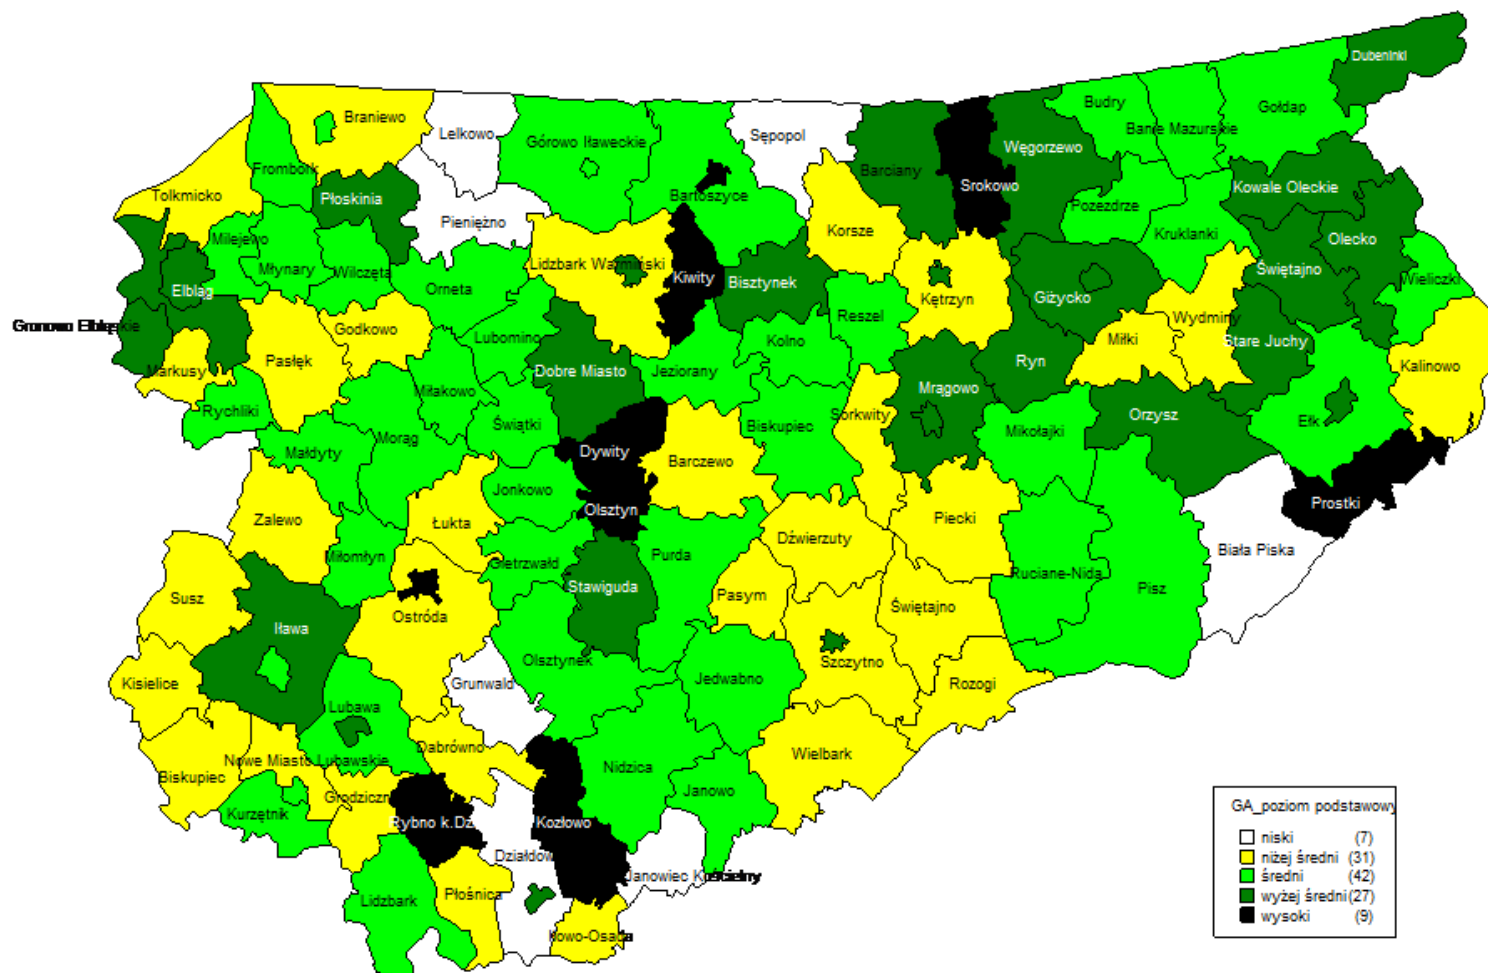 Dubeninki
Budry
Gołdap
Banie Mazurskie
Braniewo
Lelkowo
Sępopol
Górowo Iławeckie
Węgorzewo
Frombork
Barciany
Bartoszyce
Srokowo
Kowale Oleckie
Tolkmicko
Płoskinia
Pozezdrze
Pieniężno
Korsze
Kruklanki
Olecko
Milejewo
Młynary
Wilczęta
Lidzbark Warmiński
Świętajno
Kiwity
Bisztynek
Wieliczki
Elbląg
Orneta
Kętrzyn
Giżycko
Gronowo Elbląskie
Godkowo
Reszel
Wydminy
Lubomino
Kolno
Miłki
Stare Juchy
Pasłęk
Ryn
Markusy
Dobre Miasto
Jeziorany
Kalinowo
Mrągowo
Miłakowo
Rychliki
Sorkwity
Orzysz
Świątki
Biskupiec
Mikołajki
Ełk
Morąg
Małdyty
Dywity
Barczewo
Jonkowo
Prostki
Olsztyn
Zalewo
Łukta
Piecki
Dźwierzuty
Biała Piska
Miłomłyn
Gietrzwałd
Purda
Ruciane-Nida
Stawiguda
Pisz
Susz
Pasym
Świętajno
Ostróda
Iława
Olsztynek
Szczytno
Kisielice
Grunwald
Jedwabno
Rozogi
Lubawa
Dabrówno
Wielbark
Nowe Miasto Lubawskie
Nidzica
Biskupiec
Janowo
Grodziczn
Kurzętnik
Rybno k.Dz.
Kozłowo
Działdow
Janowiec Kościelny
Płośnica
Lidzbark
Iłowo-Osada
GA_poziom podstawowy
niski (7)
niżej średni (31)
średni (42)
wyżej średni (27)
wysoki (9)